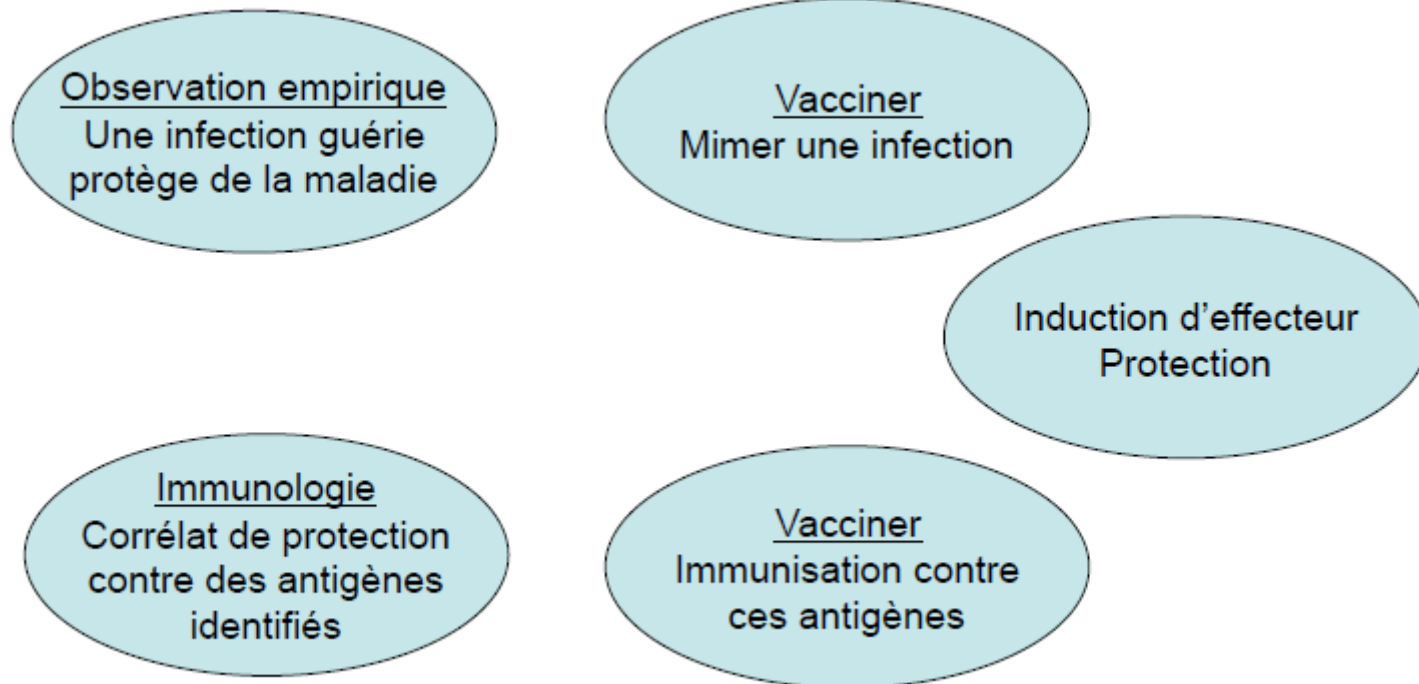 Observation empirique
Une infection guérie
protège de la maladie
Vacciner
Mimer une infection
Induction d'effecteur
Protection
Immunologie
Corrélat de protection
contre des antigènes
identifiés
Vacciner
Immunisation contre
ces antigènes